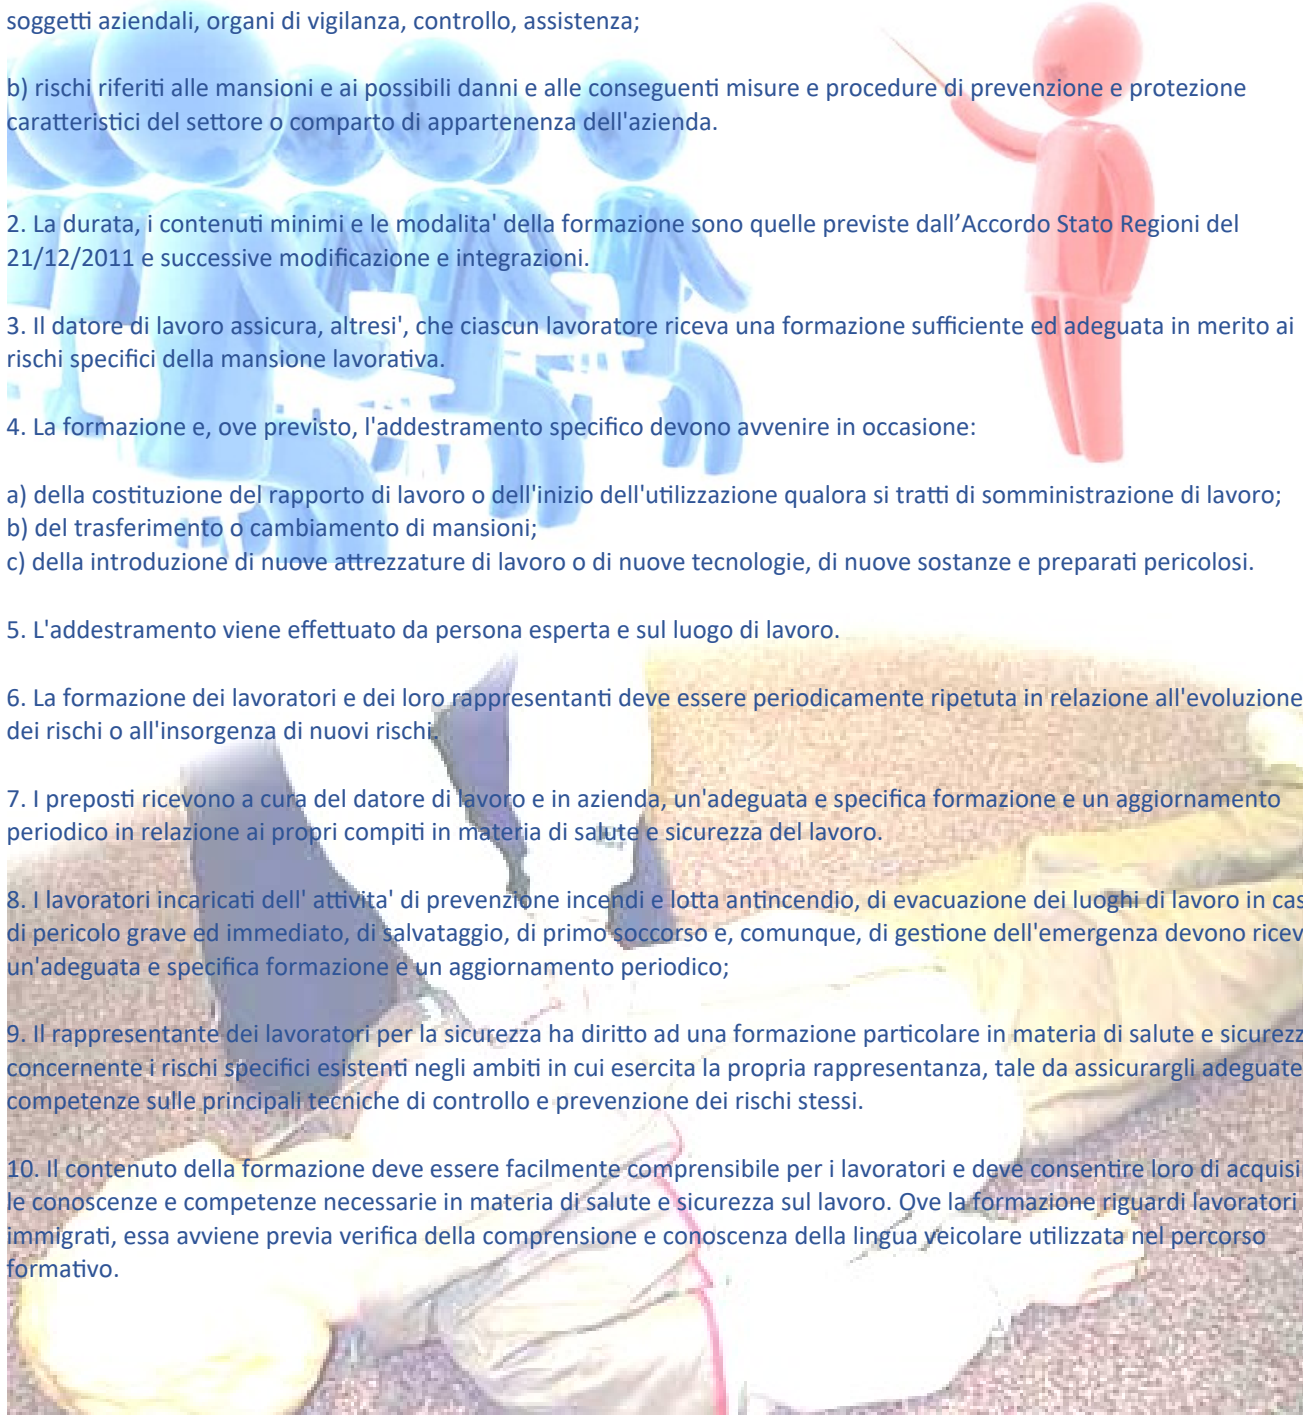 soggetti aziendali, organi di vigilanza, controllo, assistenza;
b) rischi riferiti alle mansioni e ai possibili danni e alle conseguenti misure e procedure di prevenzione e protezione
caratteristici del settore o comparto di appartenenza dell'azienda.
2. La durata, i contenuti minimi e le modalita' della formazione sono quelle previste dall’Accordo Stato Regioni del
21/12/2011 e successive modificazione e integrazioni.
3. Il datore di lavoro assicura, altresi', che ciascun lavoratore riceva una formazione sufficiente ed adeguata in merito ai
rischi specifici della mansione lavorativa.
4. La formazione e, ove previsto, l'addestramento specifico devono avvenire in occasione:
a) della costituzione del rapporto di lavoro o dell'inizio dell'utilizzazione qualora si tratti di somministrazione di lavoro;
b) del trasferimento o cambiamento di mansioni;
c) della introduzione di nuove attrezzature di lavoro o di nuove tecnologie, di nuove sostanze e preparati pericolosi.
5. L'addestramento viene effettuato da persona esperta e sul luogo di lavoro.
6. La formazione dei lavoratori e dei loro rappresentanti deve essere periodicamente ripetuta in relazione all'evoluzione
dei rischi o all'insorgenza di nuovi rischi.
7. I preposti ricevono a cura del datore di lavoro e in azienda, un'adeguata e specifica formazione e un aggiornamento
periodico in relazione ai propri compiti in materia di salute e sicurezza del lavoro.
8. I lavoratori incaricati dell' attivita' di prevenzione incendi e lotta antincendio, di evacuazione dei luoghi di lavoro in cas
di pericolo grave ed immediato, di salvataggio, di primo soccorso e, comunque, di gestione dell'emergenza devono ricev
un'adeguata e specifica formazione e un aggiornamento periodico;
9. Il rappresentante dei lavoratori per la sicurezza ha diritto ad una formazione particolare in materia di salute e sicurezz
concernente i rischi specifici esistenti negli ambiti in cui esercita la propria rappresentanza, tale da assicurargli adeguate
competenze sulle principali tecniche di controllo e prevenzione dei rischi stessi.
10. Il contenuto della formazione deve essere facilmente comprensibile per i lavoratori e deve consentire loro di acquisi
le conoscenze e competenze necessarie in materia di salute e sicurezza sul lavoro. Ove la formazione riguardi lavoratori
immigrati, essa avviene previa verifica della comprensione e conoscenza della lingua veicolare utilizzata nel percorso
formativo.